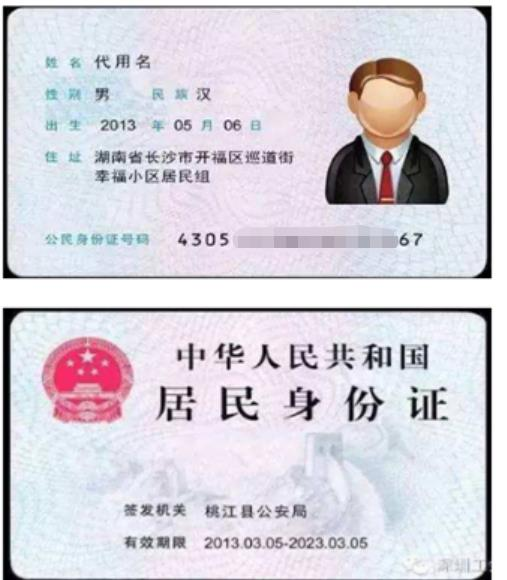 姓名 代用名
性别 男 民族 汉
出生 2013 年 05 月 06 日
住址 湖南省长沙市开福区巡道街
幸福小区居民组
公民身份证号码 4305 67
中华人民共和国
居民身份证
签发机关 桃江县公安局
有效期限 2013.03.05-2023.03.05
深圳工